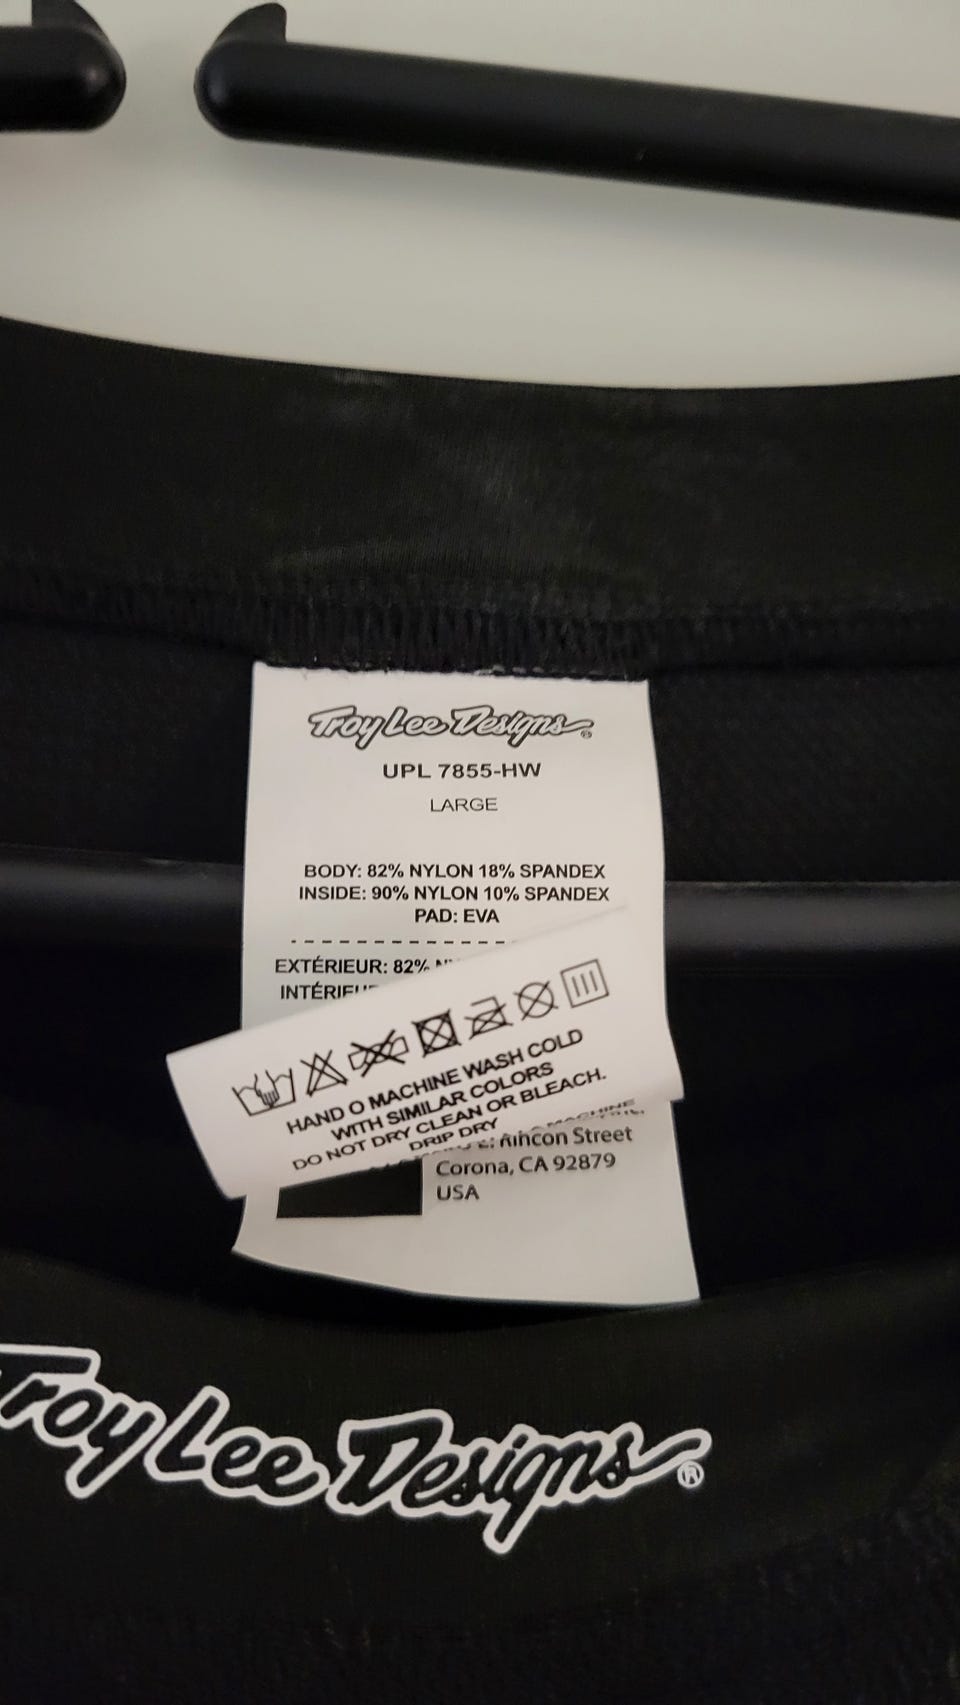 Troy Lee Designs®
UPL 7855-HW
LARGE
BODY: 82% NYLON 18% SPANDEX
INSIDE: 90% NYLON 10% SPANDEX
PAD: EVA
EXTÉRIEUR: 82%
HAND O MACHINE WASH COLD
WITH SIMILAR COLORS
DO NOT DRY CLEAN OR BLEACH.
DRIP DRY
Rincon Street
Corona, CA 92879
USA
Troy Lee Designs®